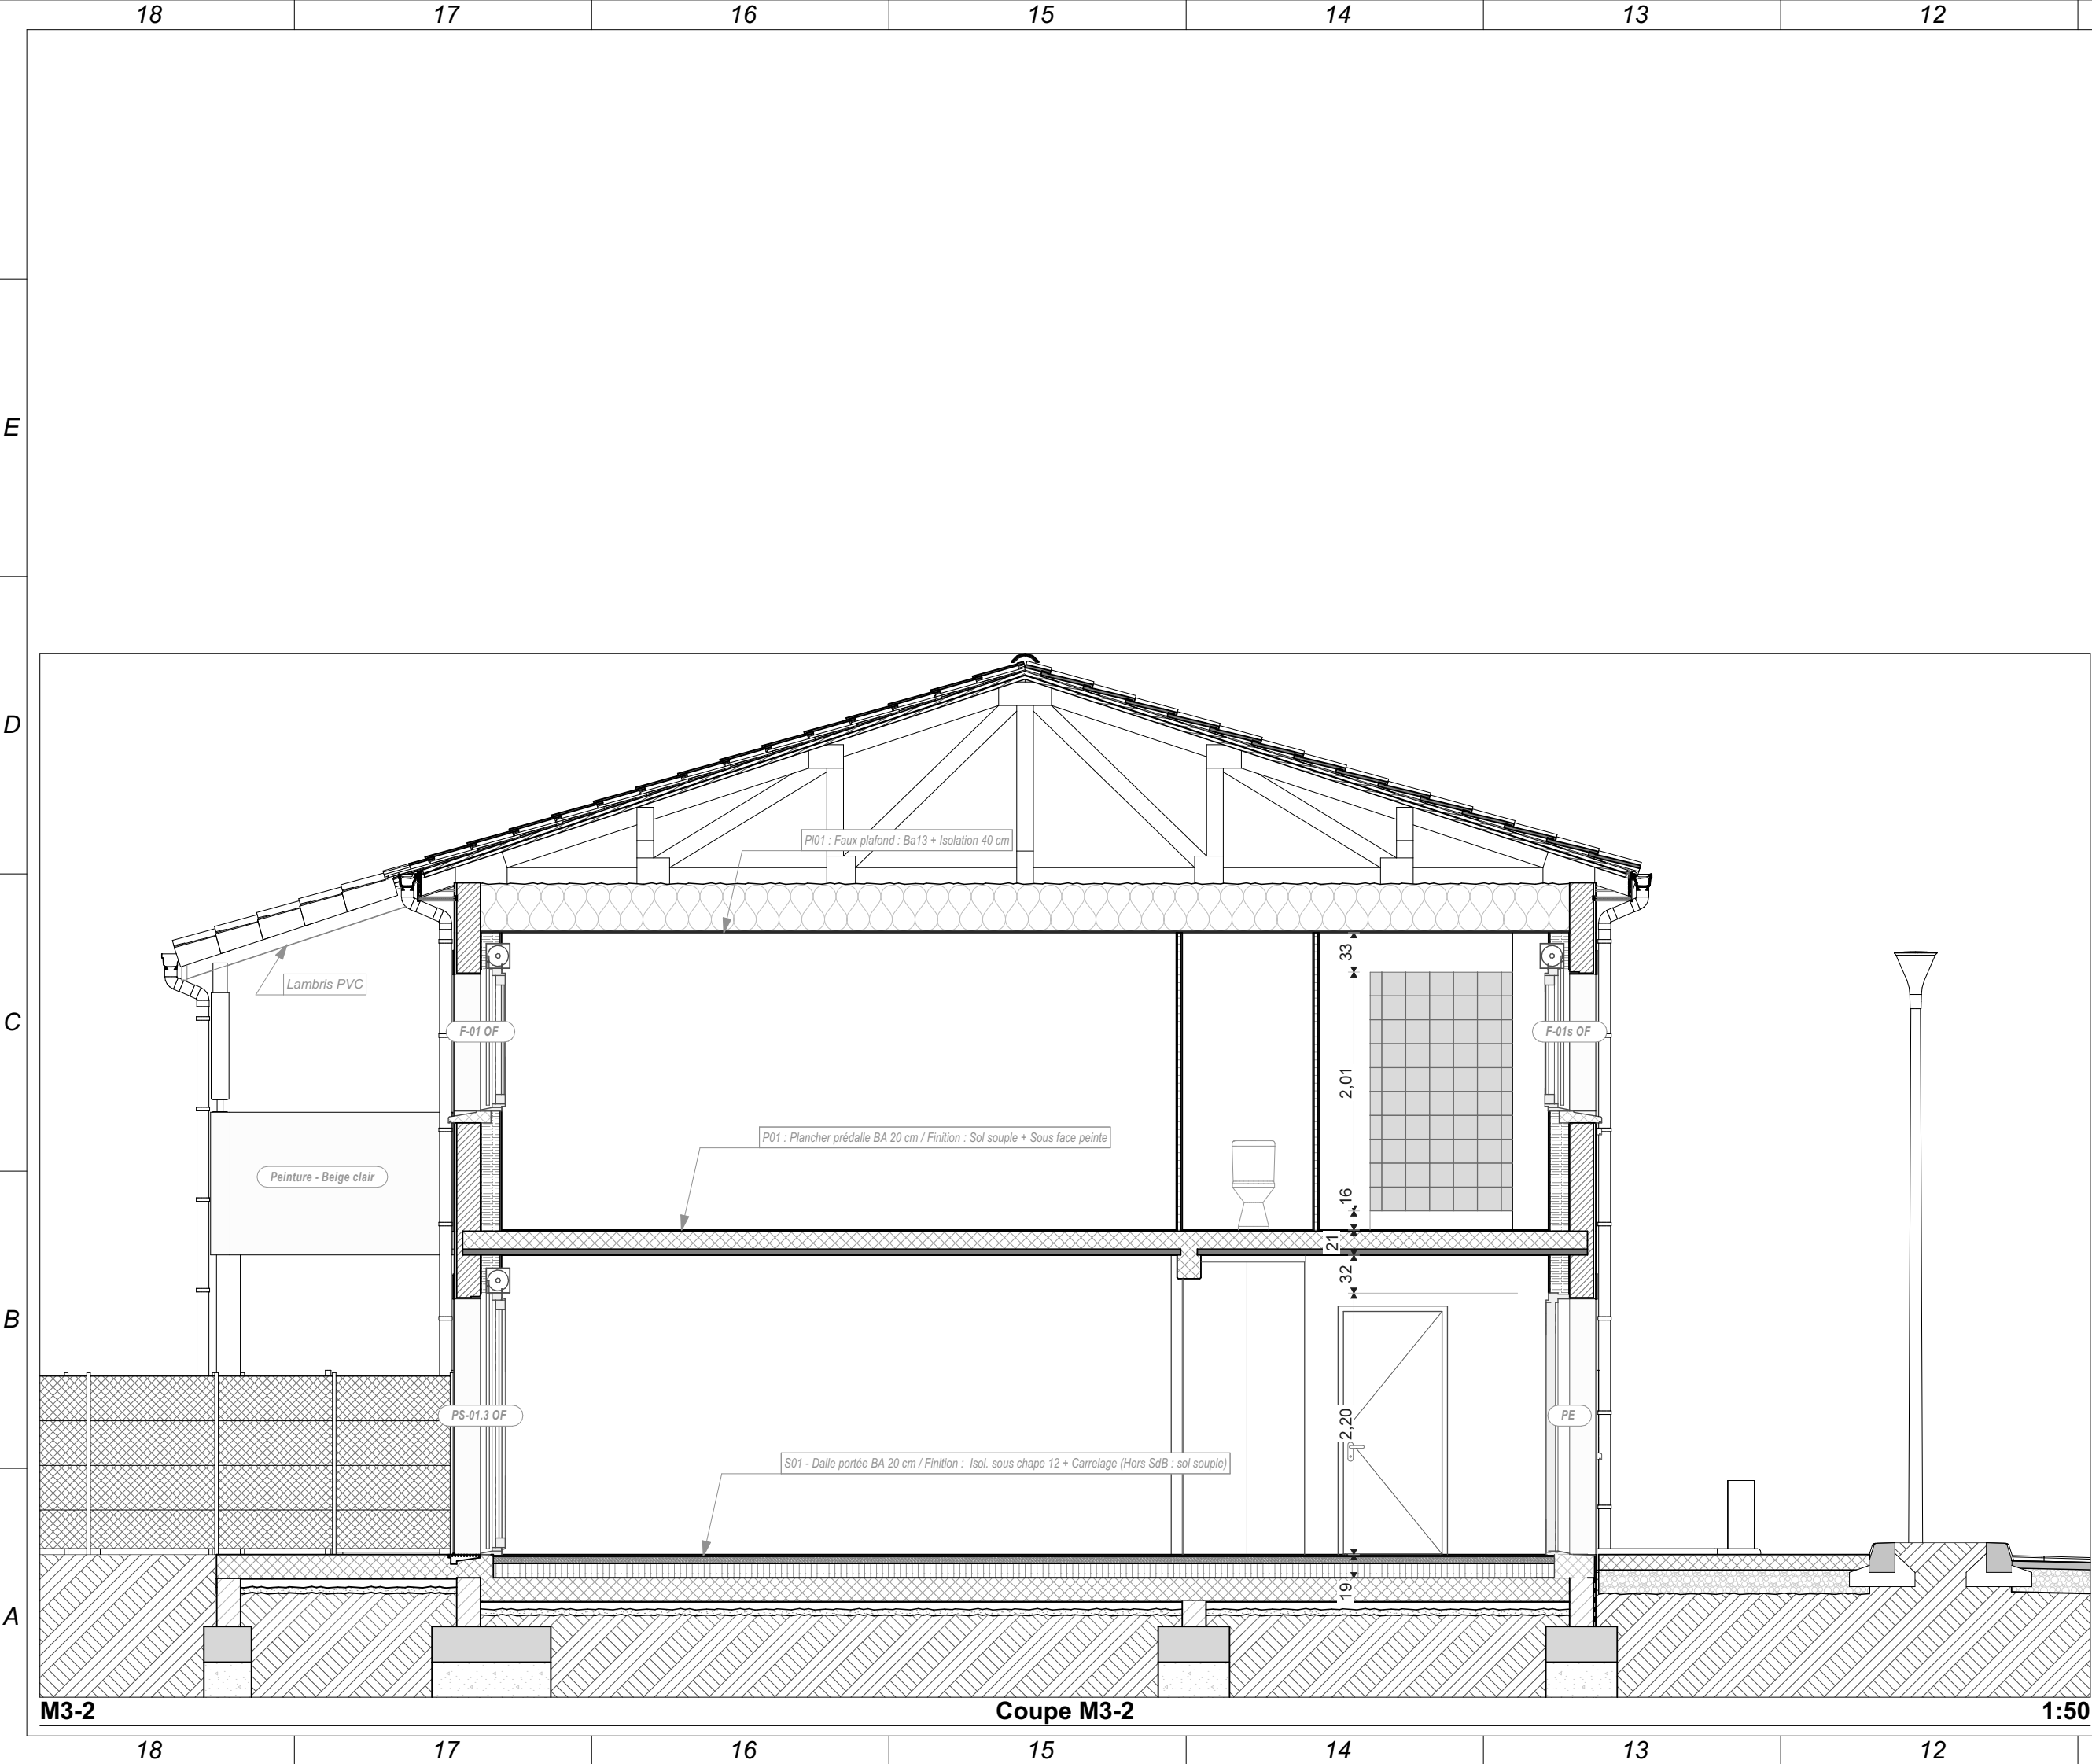 18 17 16 15 14 13 12
E
D
Pl01 : Faux plafond : Ba13 + Isolation 40 cm
33
Lambris PVC
C
F-01 OF
F-01s OF
2,01
P01 : Plancher prédalle BA 20 cm / Finition : Sol souple + Sous face peinte
Peinture - Beige clair
16
21
32
B
PS-01.3 OF
2,20
PE
S01 - Dalle portée BA 20 cm / Finition : Isol. sous chape 12 + Carrelage (Hors SdB : sol souple)
19
A
M3-2 Coupe M3-2 1:50
18 17 16 15 14 13 12